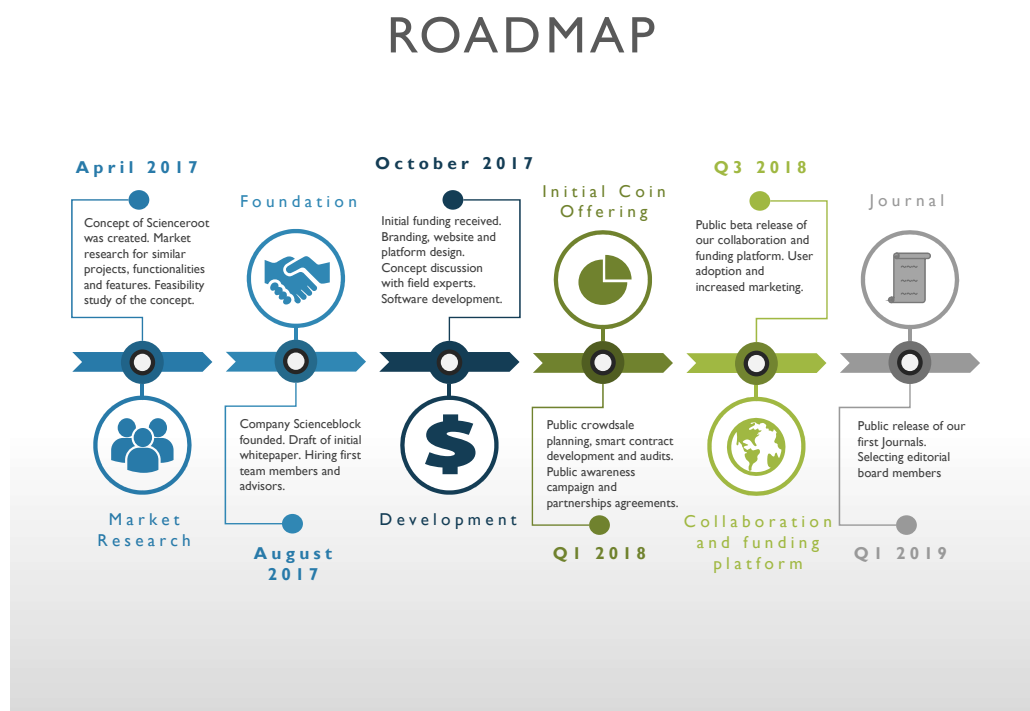 ROADMAP
April 2017
Concept of Scienceroot
was created. Market
research for similar
projects, functionalities
and features. Feasibility
study of the concept.
Market
Research
Foundation
Company Scienceblock
founded. Draft of initial
whitepaper. Hiring first
team members and
advisors.
August
2017
October 2017
Initial funding received.
Branding, website and
platform design.
Concept discussion
with field experts.
Software development.
Development
Initial Coin
Offering
Public crowdsale
planning, smart contract
development and audits.
Public awareness
campaign and
partnerships agreements.
Q1 2018
Q3 2018
Public beta release of
our collaboration and
funding platform. User
adoption and
increased marketing.
Collaboration
and funding
platform
Journal
Public release of our
first Journals.
Selecting editorial
board members
Q1 2019